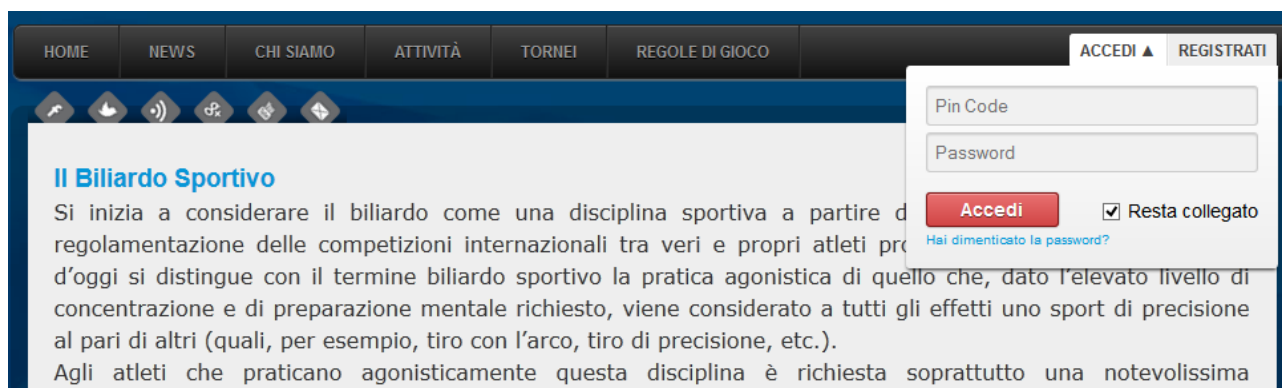 HOME NEWS CHI SIAMO ATTIVITÀ TORNEI REGOLE DI GIOCO ACCEDI ▲ REGISTRATI
Pin Code
Password
Accedi Resta collegato
Hai dimenticato la password?
Il Biliardo Sportivo
Si inizia a considerare il biliardo come una disciplina sportiva a partire
regolamentazione delle competizioni internazionali tra veri e propri atleti
d’oggi si distingue con il termine biliardo sportivo la pratica agonistica di quello che, dato l’elevato livello di
concentrazione e di preparazione mentale richiesto, viene considerato a tutti gli effetti uno sport di precisione
al pari di altri (quali, per esempio, tiro con l’arco, tiro di precisione, etc.).
Agli atleti che praticano agonisticamente questa disciplina è richiesta soprattutto una notevolissima